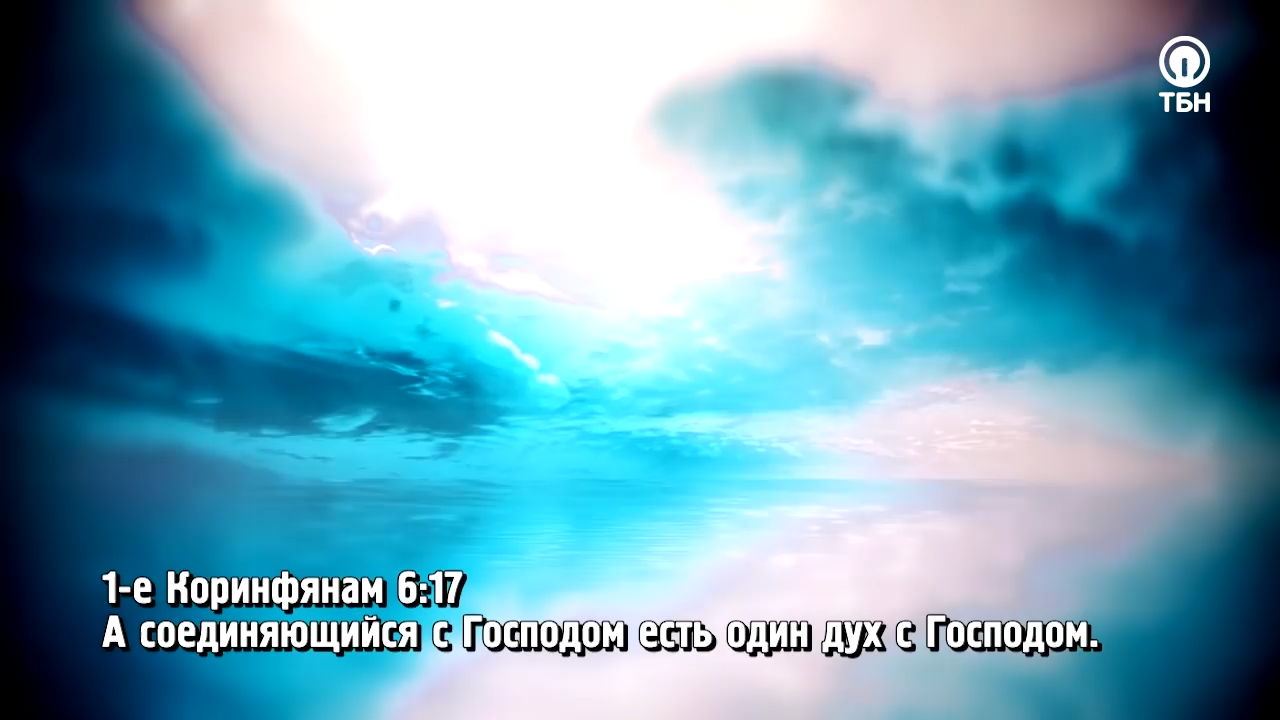 ТБН
1-е Коринфянам 6:17
А соединяющийся с Господом есть один дух с Господом.